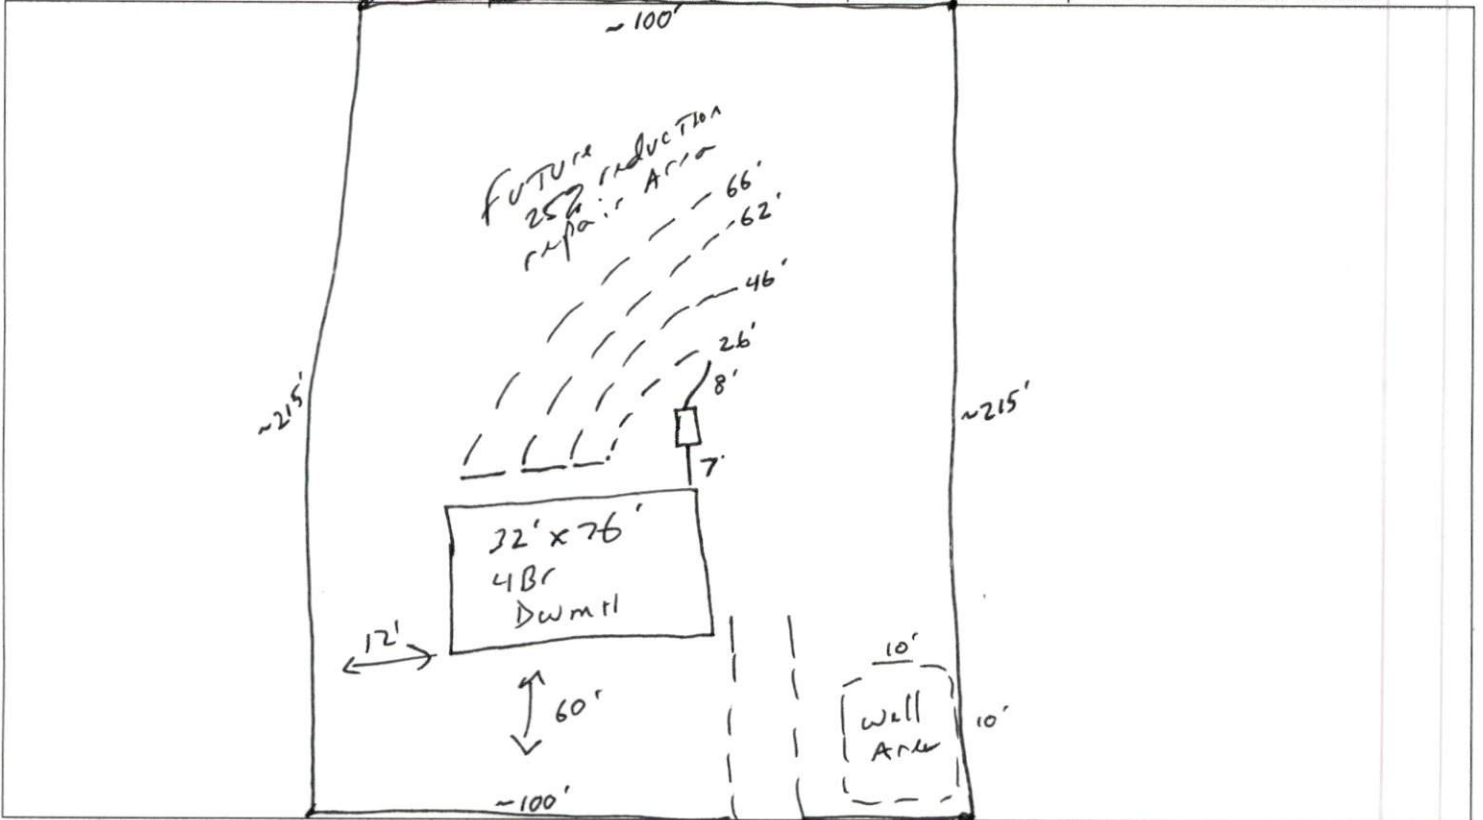 ~100'
Future
25% reduction
repair Area
66'
62'
46'
26'
8'
7'
~215'
~215'
32' x 76'
4Br
Dwmh
12'
60'
10'
10'
Well
Area
~100'